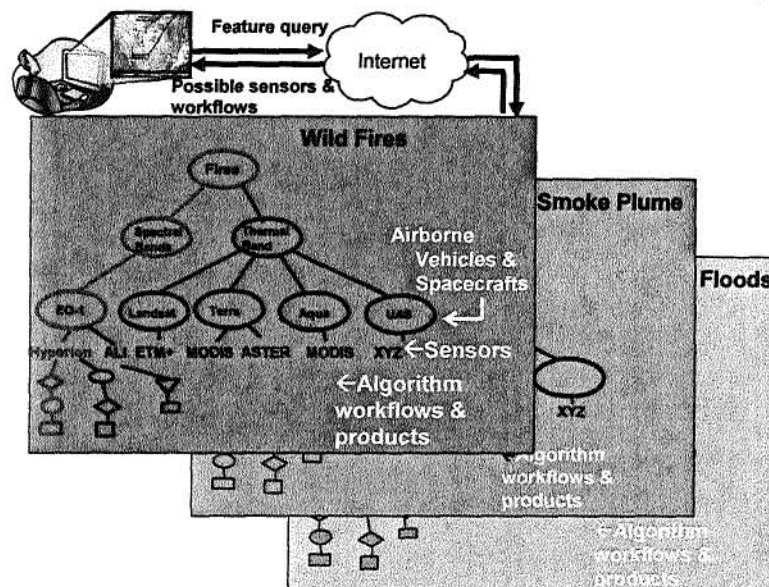 Feature query
Internet
Possible sensors &
workflows
Wild Fires
Fires
Spectral
Bands
Thermal
Band
Airborne
Vehicles &
Spacecrafts
EO-1
Landsat
Terra
Aqua
UAS
Hyperion ALI ETM+ MODIS ASTER MODIS XYZ ←Sensors
←Algorithm
workflows &
products
Smoke Plume
XYZ
←Algorithm
workflows &
products
Floods
←Algorithm
workflows &
products